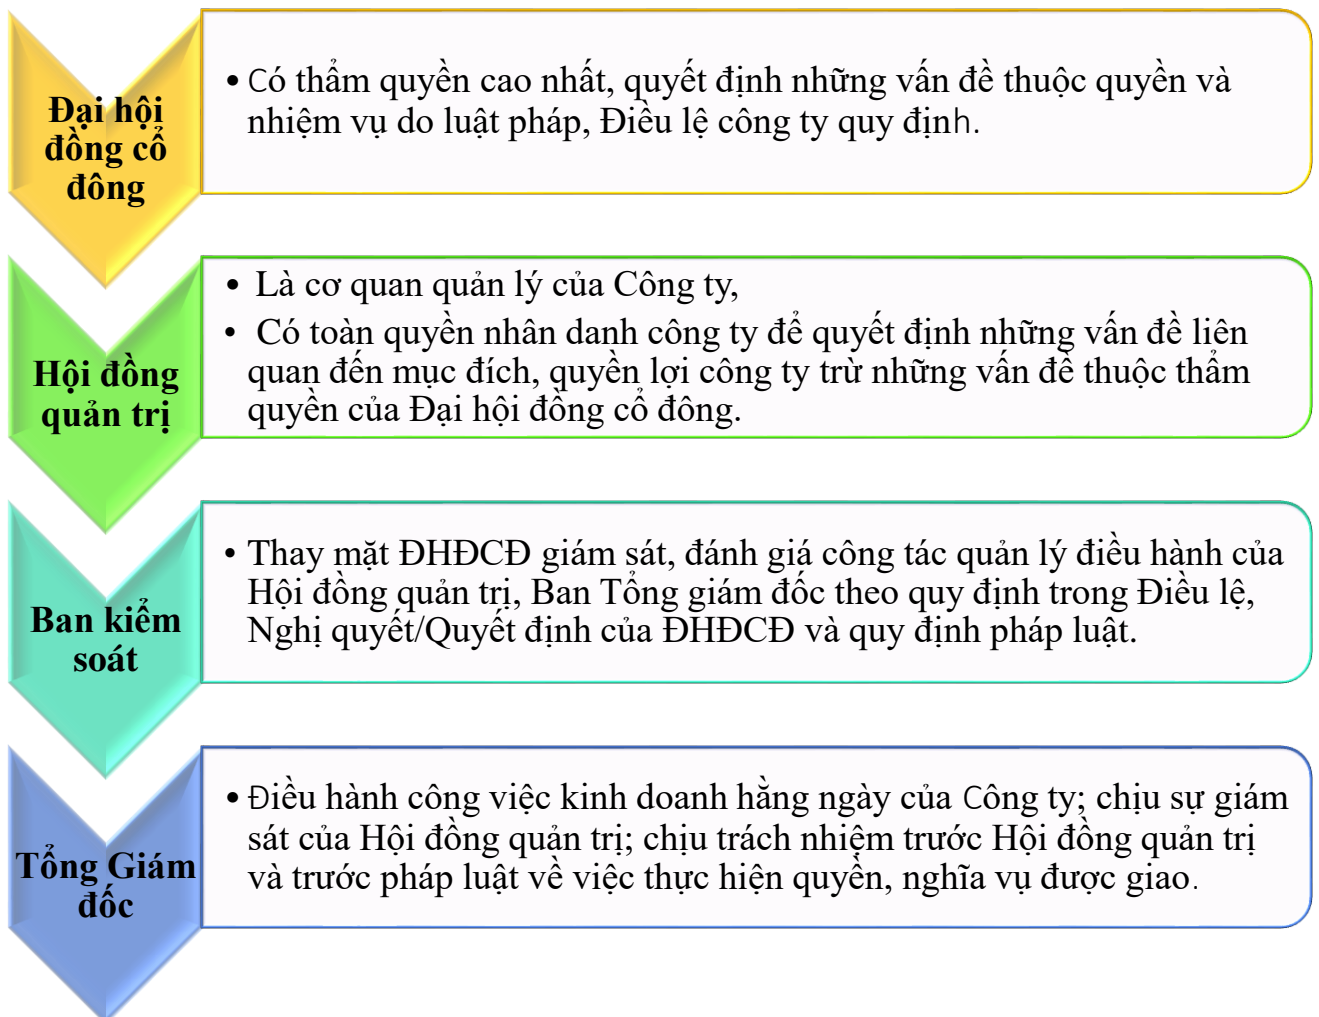 Đại hội
đồng cổ
đông
• Có thẩm quyền cao nhất, quyết định những vấn đề thuộc quyền và
nhiệm vụ do luật pháp, Điều lệ công ty quy định.
Hội đồng
quản trị
• Là cơ quan quản lý của Công ty,
• Có toàn quyền nhân danh công ty để quyết định những vấn đề liên
quan đến mục đích, quyền lợi công ty trừ những vấn đề thuộc thẩm
quyền của Đại hội đồng cổ đông.
Ban kiểm
soát
• Thay mặt ĐHĐCĐ giám sát, đánh giá công tác quản lý điều hành của
Hội đồng quản trị, Ban Tổng giám đốc theo quy định trong Điều lệ,
Nghị quyết/Quyết định của ĐHĐCĐ và quy định pháp luật.
Tổng Giám
đốc
• Điều hành công việc kinh doanh hằng ngày của Công ty; chịu sự giám
sát của Hội đồng quản trị; chịu trách nhiệm trước Hội đồng quản trị
và trước pháp luật về việc thực hiện quyền, nghĩa vụ được giao.